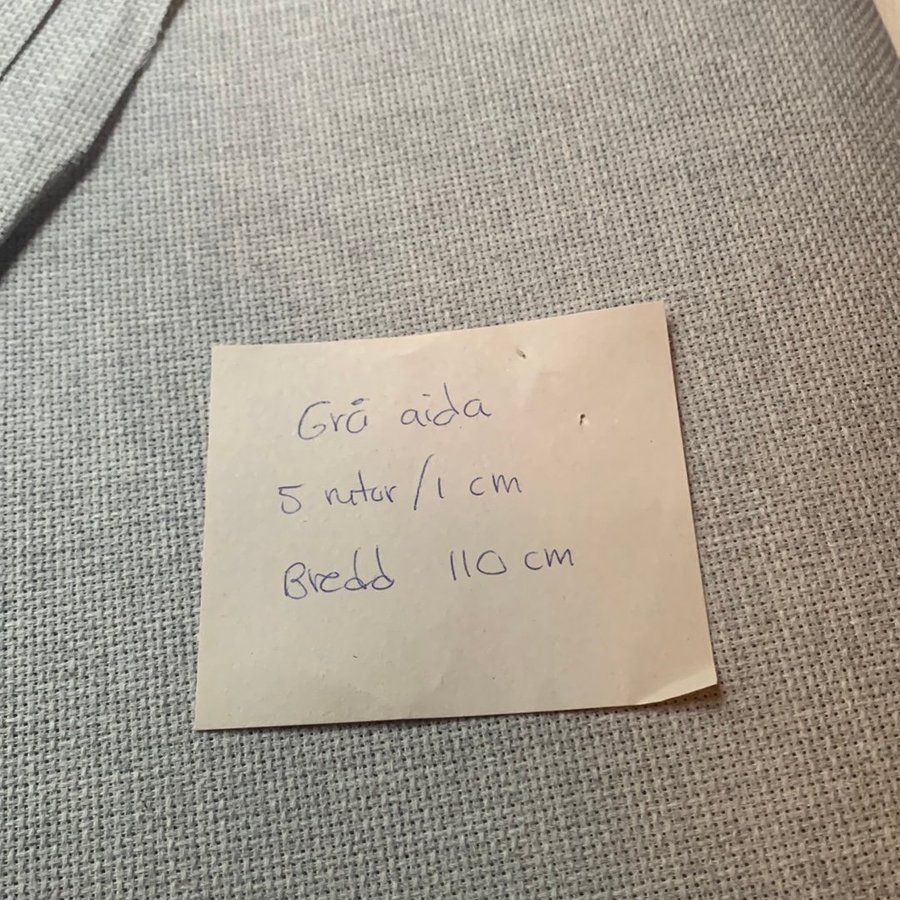 Grå aida
5 rutor/1 cm
Bredd 110 cm